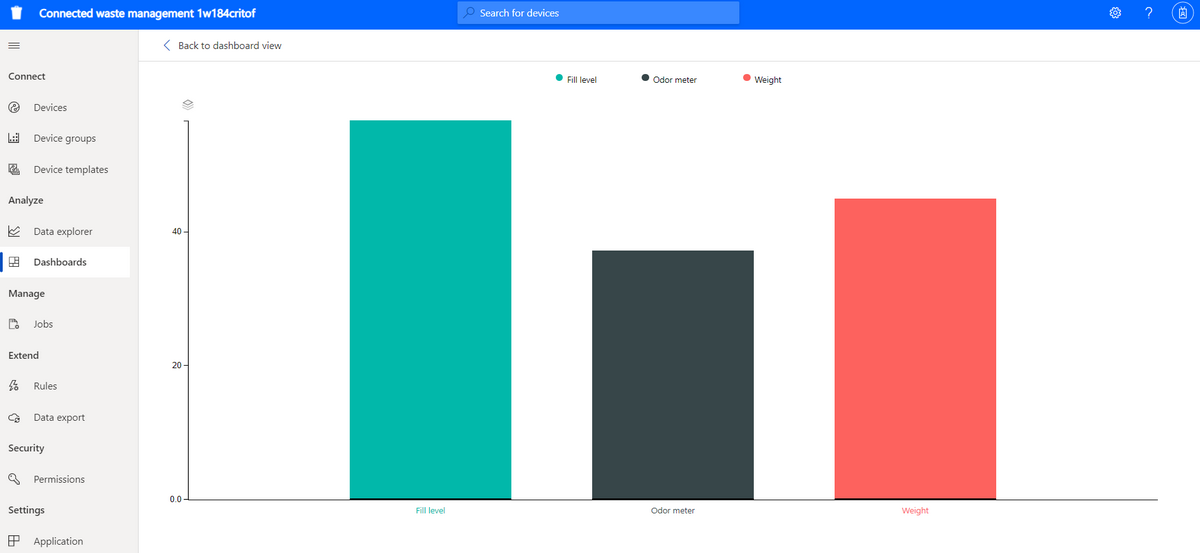 Connected waste management 1w184critof
Search for devices
?
Back to dashboard view
Connect
Devices
Device groups
Device templates
Analyze
Data explorer
Dashboards
Manage
Jobs
Extend
Rules
Data export
Security
Permissions
Settings
Application
Fill level
Odor meter
Weight
40
20
0.0
Fill level
Odor meter
Weight